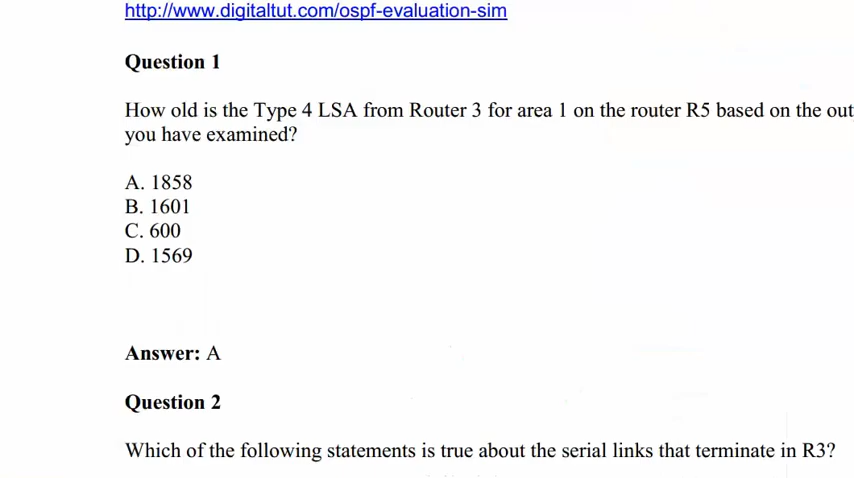 http://www.digitaltut.com/ospf-evaluation-sim
Question 1
How old is the Type 4 LSA from Router 3 for area 1 on the router R5 based on the out
you have examined?
A. 1858
B. 1601
C. 600
D. 1569
Answer: A
Question 2
Which of the following statements is true about the serial links that terminate in R3?